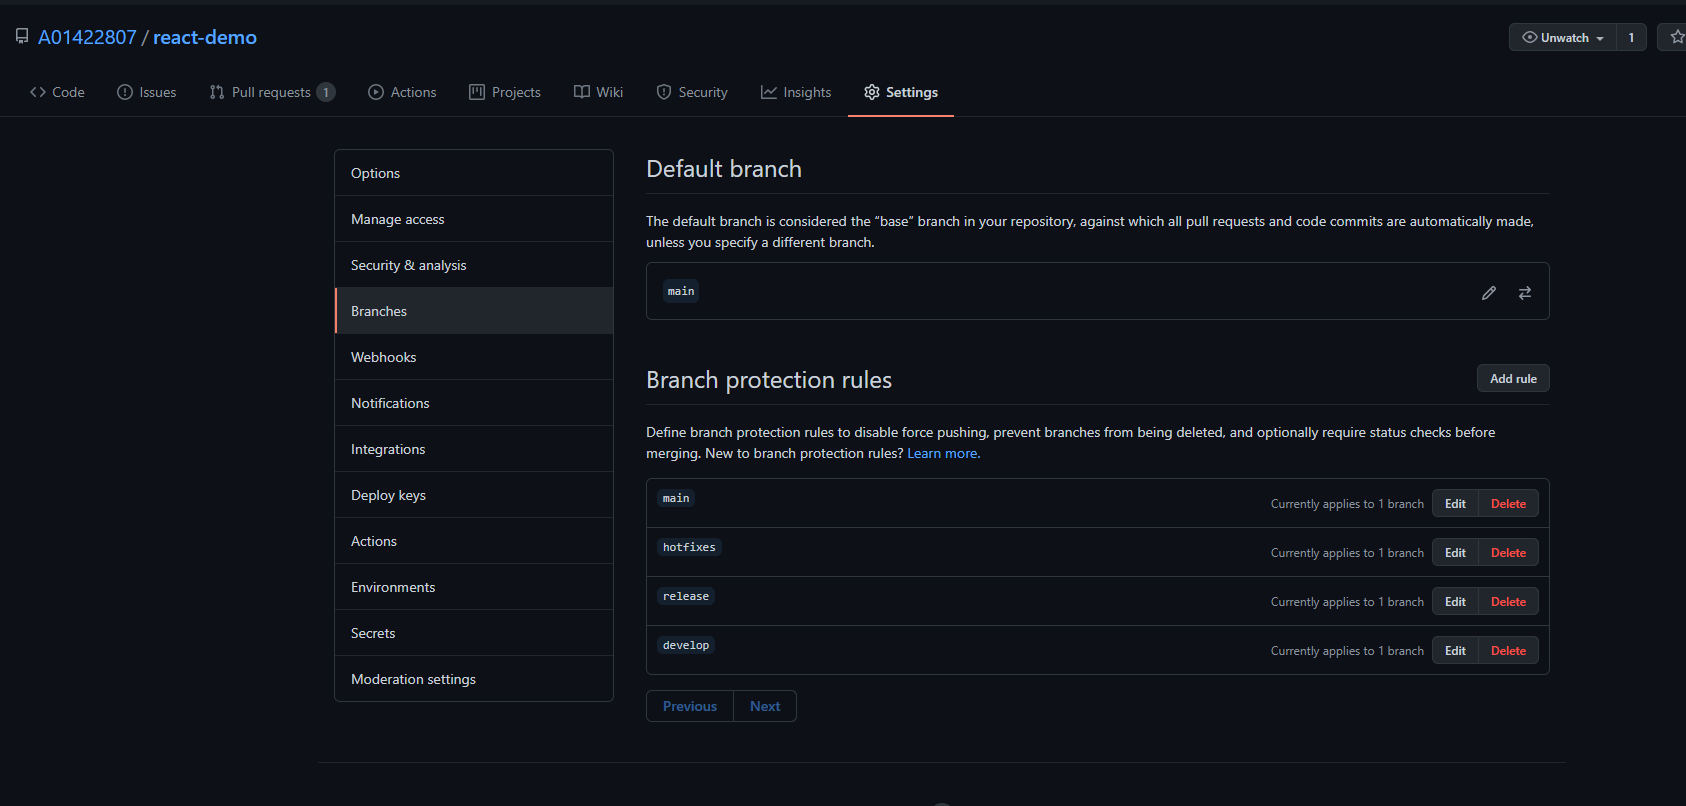 A01422807 / react-demo
Unwatch 1
Code Issues Pull requests 1 Actions Projects Wiki Security Insights Settings
Options
Manage access
Security & analysis
Branches
Webhooks
Notifications
Integrations
Deploy keys
Actions
Environments
Secrets
Moderation settings
Default branch
The default branch is considered the “base” branch in your repository, against which all pull requests and code commits are automatically made,
unless you specify a different branch.
main
Branch protection rules Add rule
Define branch protection rules to disable force pushing, prevent branches from being deleted, and optionally require status checks before
merging. New to branch protection rules? Learn more.
main Currently applies to 1 branch Edit Delete
hotfixes Currently applies to 1 branch Edit Delete
release Currently applies to 1 branch Edit Delete
develop Currently applies to 1 branch Edit Delete
Previous Next